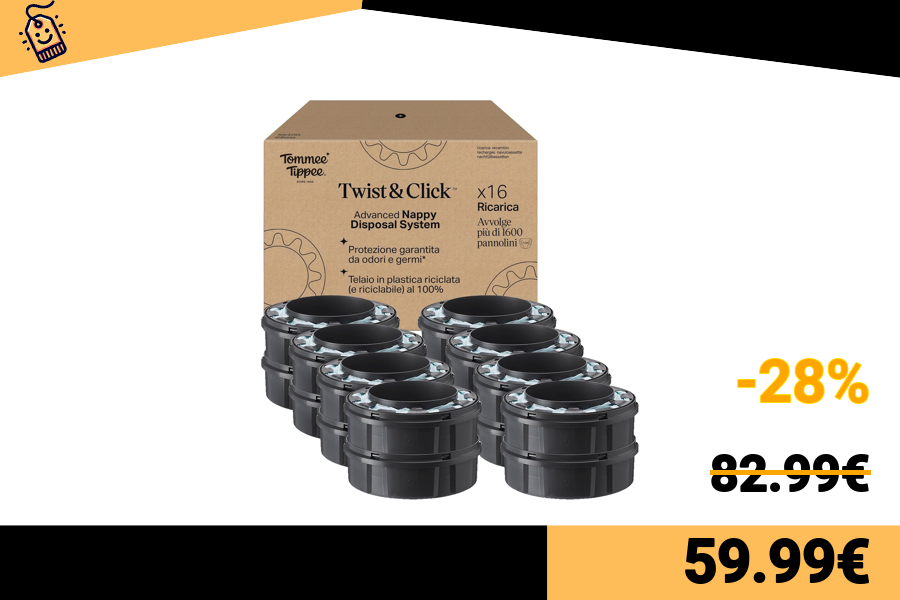 Tommee
Tippee
Twist & Click™
Advanced Nappy
Disposal System
Protezione garantita
da odori e germi*
Telaio in plastica riciclata
(e riciclabile) al 100%
x16
Ricarica
Avvolge
più di 1600
pannolini
-28%
82.99€
59.99€